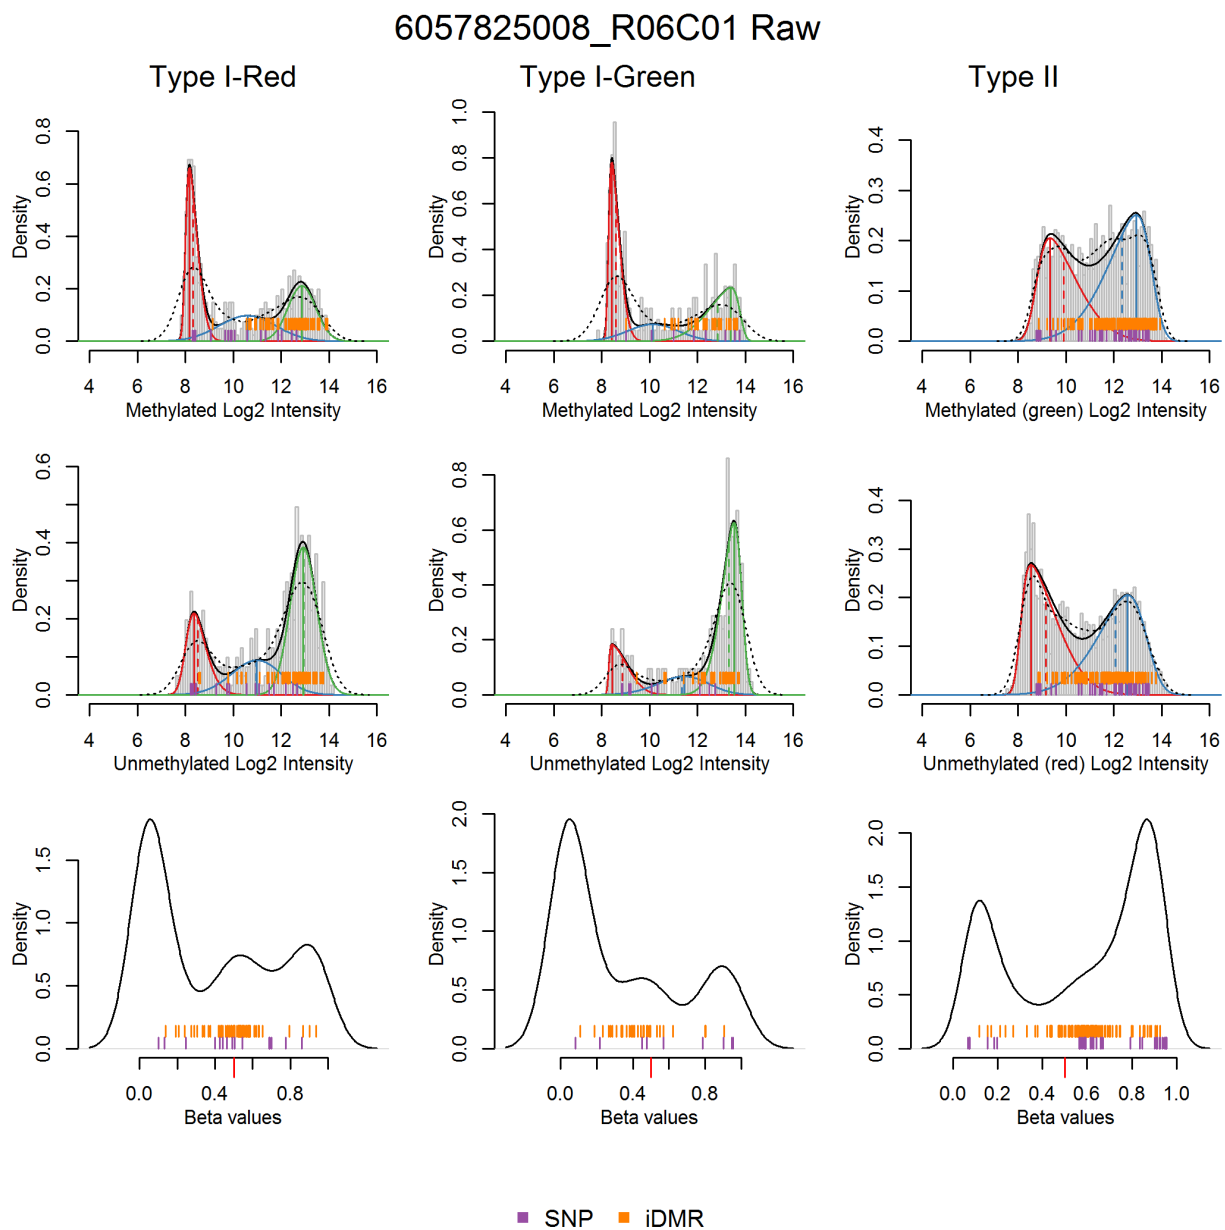 6057825008_R06C01 Raw
Type I-Red Type I-Green Type II
Density
0.0 0.2 0.4 0.6 0.8
4 6 8 10 12 14 16
Methylated Log2 Intensity
Density
0.0 0.2 0.4 0.6 0.8 1.0
4 6 8 10 12 14 16
Methylated Log2 Intensity
Density
0.0 0.1 0.2 0.3 0.4
4 6 8 10 12 14 16
Methylated (green) Log2 Intensity
Density
0.0 0.2 0.4 0.6
4 6 8 10 12 14 16
Unmethylated Log2 Intensity
Density
0.0 0.2 0.4 0.6 0.8
4 6 8 10 12 14 16
Unmethylated Log2 Intensity
Density
0.0 0.1 0.2 0.3 0.4
4 6 8 10 12 14 16
Unmethylated (red) Log2 Intensity
Density
0.0 0.5 1.0 1.5
0.0 0.4 0.8
Beta values
Density
0.0 0.5 1.0 1.5 2.0
0.0 0.4 0.8
Beta values
Density
0.0 0.5 1.0 1.5 2.0
0.0 0.2 0.4 0.6 0.8 1.0
Beta values
SNP iDMR